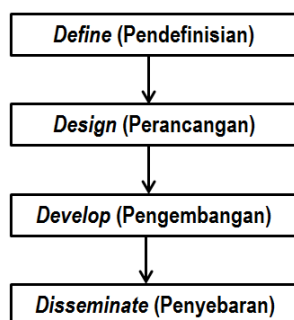 Define (Pendefinisian)
Design (Perancangan)
Develop (Pengembangan)
Disseminate (Penyebaran)